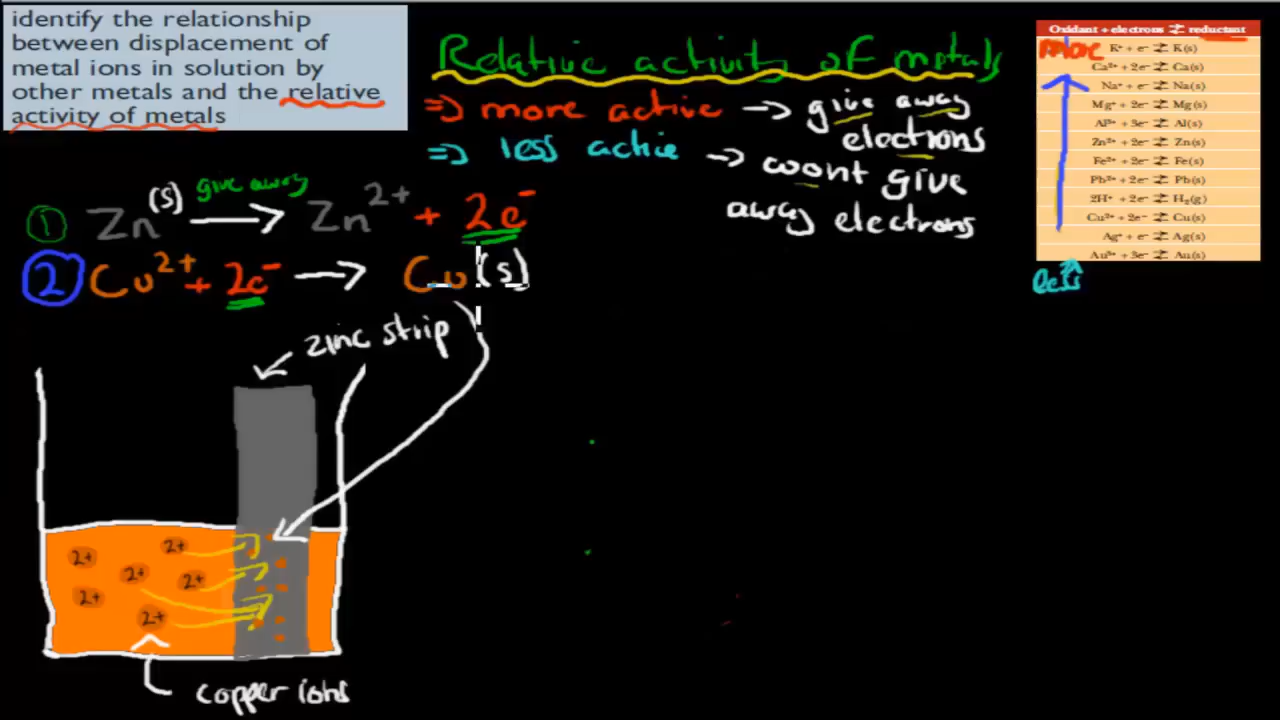 identify the relationship
between displacement of
metal ions in solution by
other metals and the relative
activity of metals
Relative activity of metals
⇒ more active → give away
electrons
⇒ less active → wont give
away electrons
Oxidant + electrons ⇄ reductant
more
K⁺ + e⁻ ⇄ K(s)
Ca²⁺ + 2e⁻ ⇄ Ca(s)
Na⁺ + e⁻ ⇄ Na(s)
Mg⁺ + 2e⁻ ⇄ Mg(s)
Al³⁺ + 3e⁻ ⇄ Al(s)
Zn²⁺ + 2e⁻ ⇄ Zn(s)
Fe²⁺ + 2e⁻ ⇄ Fe(s)
Pb²⁺ + 2e⁻ ⇄ Pb(s)
2H⁺ + 2e⁻ ⇄ H₂(g)
Cu²⁺ + 2e⁻ ⇄ Cu(s)
Ag⁺ + e⁻ ⇄ Ag(s)
Au³⁺ + 3e⁻ ⇄ Au(s)
less
give away
1 Zn(s) → Zn²⁺ + 2e⁻
2 Cu²⁺ + 2e⁻ → Cu(s)
zinc strip
2+
2+
2+
2+
2+
2+
copper ions